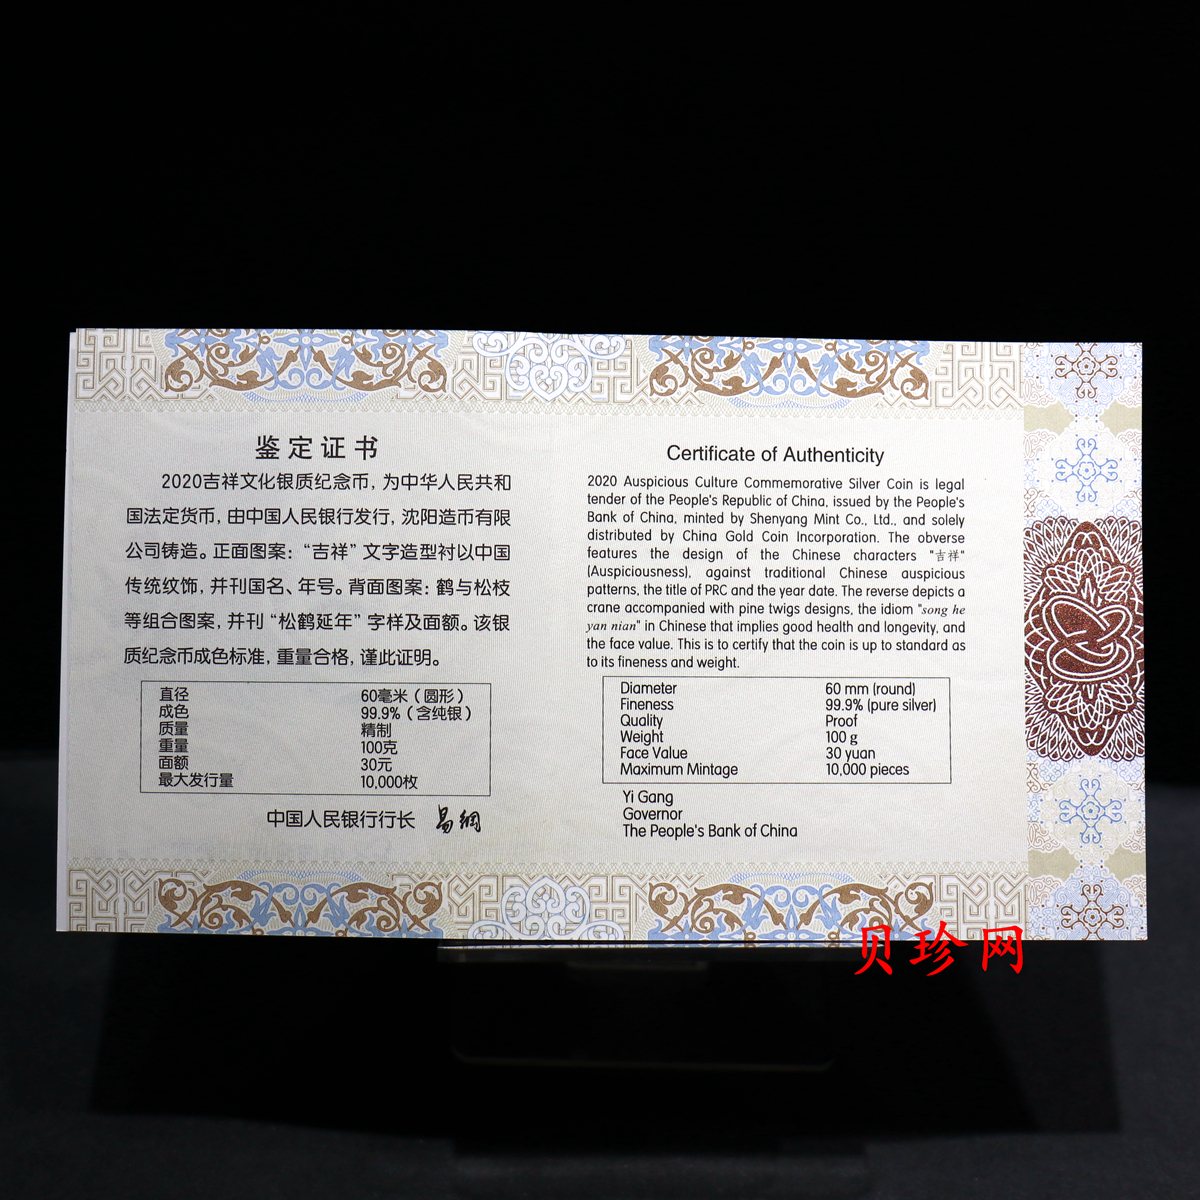 鉴定证书
2020吉祥文化银质纪念币，为中华人民共和
国法定货币，由中国人民银行发行，沈阳造币有限
公司铸造。正面图案：“吉祥”文字造型衬以中国
传统纹饰，并刊国名、年号。背面图案：鹤与松枝
等组合图案，并刊“松鹤延年”字样及面额。该银
质纪念币成色标准，重量合格，谨此证明。
直径 60毫米（圆形）
成色 99.9%（含纯银）
质量 精制
重量 100克
面额 30元
最大发行量 10,000枚
中国人民银行行长 易纲
Certificate of Authenticity
2020 Auspicious Culture Commemorative Silver Coin is legal
tender of the People's Republic of China, issued by the People's
Bank of China, minted by Shenyang Mint Co., Ltd., and solely
distributed by China Gold Coin Incorporation. The obverse
features the design of the Chinese characters "吉祥"
(Auspiciousness), against traditional Chinese auspicious
patterns, the title of PRC and the year date. The reverse depicts a
crane accompanied with pine twigs designs, the idiom "song he
yan nian" in Chinese that implies good health and longevity, and
the face value. This is to certify that the coin is up to standard as
to its fineness and weight.
Diameter 60 mm (round)
Fineness 99.9% (pure silver)
Quality Proof
Weight 100 g
Face Value 30 yuan
Maximum Mintage 10,000 pieces
Yi Gang
Governor
The People's Bank of China
贝珍网